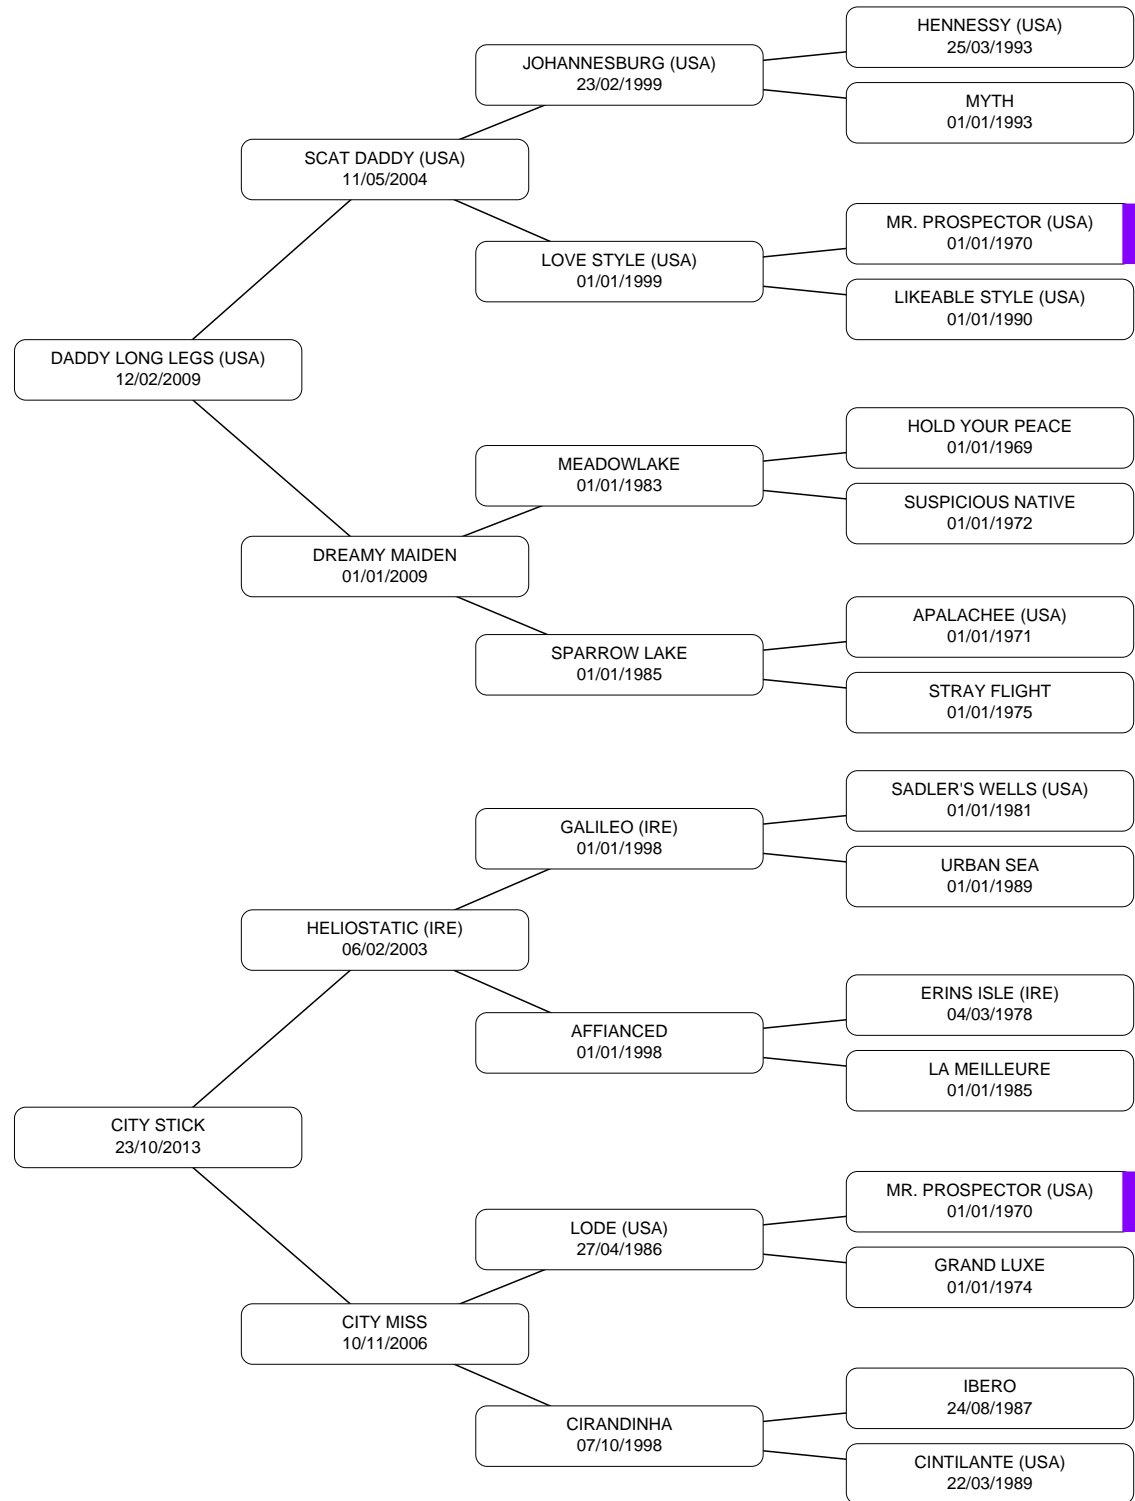 HENNESSY (USA)
25/03/1993
JOHANNESBURG (USA)
23/02/1999
MYTH
01/01/1993
SCAT DADDY (USA)
11/05/2004
MR. PROSPECTOR (USA)
01/01/1970
LOVE STYLE (USA)
01/01/1999
LIKEABLE STYLE (USA)
01/01/1990
DADDY LONG LEGS (USA)
12/02/2009
HOLD YOUR PEACE
01/01/1969
MEADOWLAKE
01/01/1983
SUSPICIOUS NATIVE
01/01/1972
DREAMY MAIDEN
01/01/2009
APALACHEE (USA)
01/01/1971
SPARROW LAKE
01/01/1985
STRAY FLIGHT
01/01/1975
SADLER'S WELLS (USA)
01/01/1981
GALILEO (IRE)
01/01/1998
URBAN SEA
01/01/1989
HELIOSTATIC (IRE)
06/02/2003
ERINS ISLE (IRE)
04/03/1978
AFFIANCED
01/01/1998
LA MEILLEURE
01/01/1985
CITY STICK
23/10/2013
MR. PROSPECTOR (USA)
01/01/1970
LODE (USA)
27/04/1986
GRAND LUXE
01/01/1974
CITY MISS
10/11/2006
IBERO
24/08/1987
CIRANDINHA
07/10/1998
CINTILANTE (USA)
22/03/1989